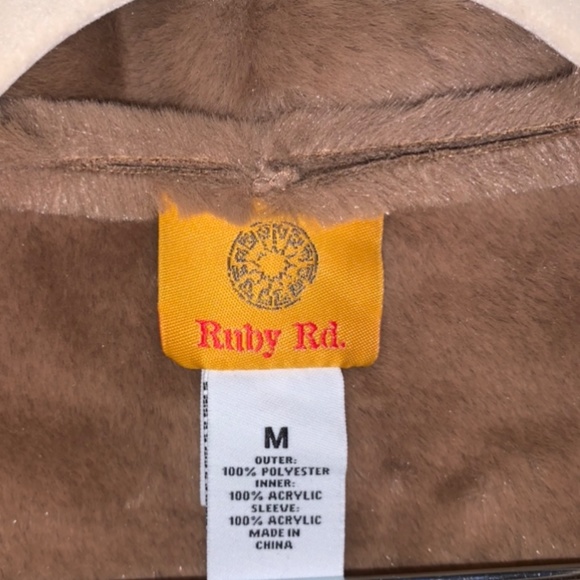 Ruby Rd.
M
OUTER:
100% POLYESTER
INNER:
100% ACRYLIC
SLEEVE:
100% ACRYLIC
MADE IN
CHINA